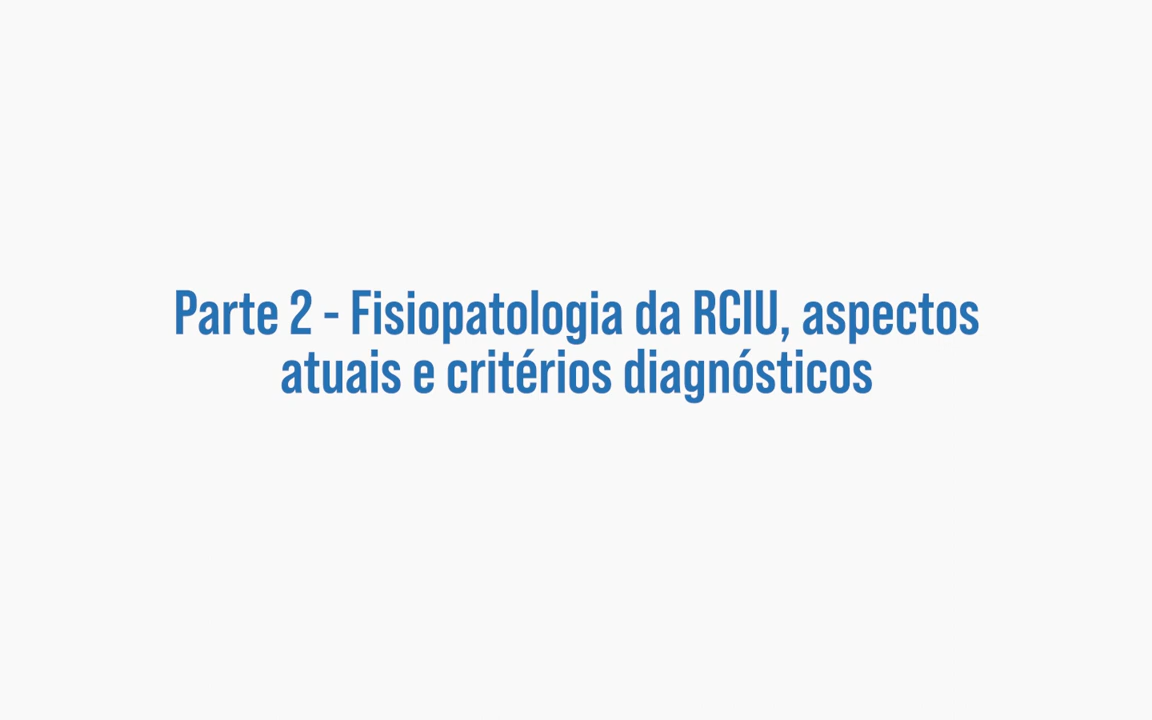 Parte 2 - Fisiopatologia da RCIU, aspectos
atuais e critérios diagnósticos